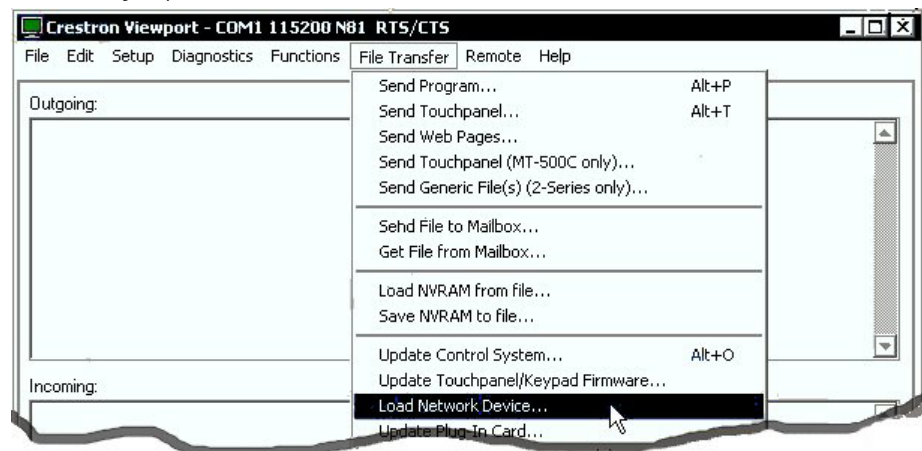 Crestron Viewport - COM1 115200 N81 RTS/CTS
File Edit Setup Diagnostics Functions File Transfer Remote Help
Send Program... Alt+P
Outgoing:
Send Touchpanel... Alt+T
Send Web Pages...
Send Touchpanel (MT-500C only)...
Send Generic File(s) (2-Series only)...
Send File to Mailbox...
Get File from Mailbox...
Load NVRAM from file...
Save NVRAM to file...
Update Control System... Alt+O
Update Touchpanel/Keypad Firmware...
Incoming:
Load Network Device...
Update Plug-In Card...